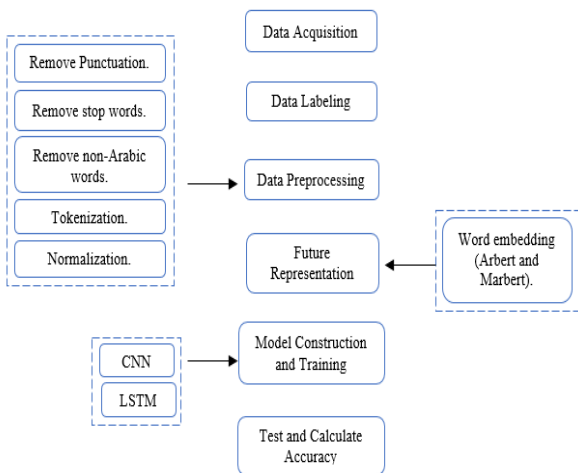 Data Acquisition
Remove Punctuation.
Remove stop words.
Remove non-Arabic
words.
Tokenization.
Normalization.
Data Labeling
Data Preprocessing
Future
Representation
Word embedding
(Arbert and
Marbert).
CNN
LSTM
Model Construction
and Training
Test and Calculate
Accuracy